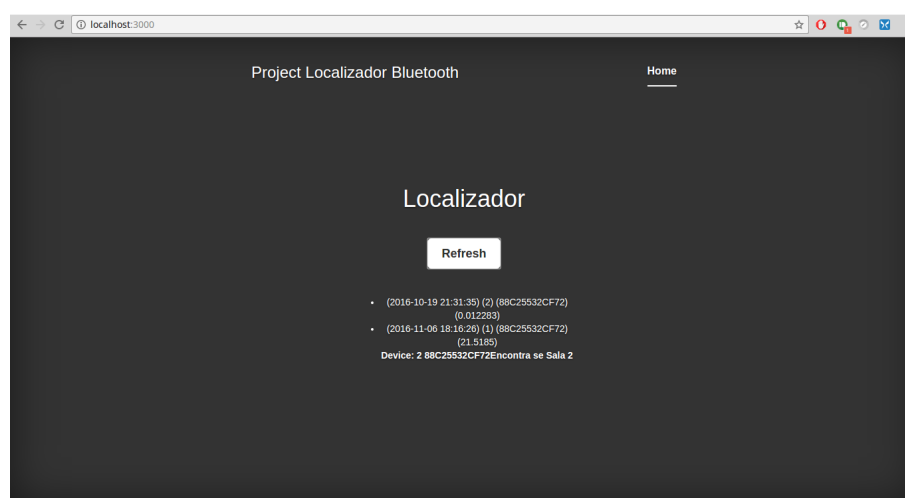 localhost:3000
Project Localizador Bluetooth
Home
Localizador
Refresh
• (2016-10-19 21:31:35) (2) (88C25532CF72)
(0.012283)
• (2016-11-06 18:16:26) (1) (88C25532CF72)
(21.5185)
Device: 2 88C25532CF72Encontra se Sala 2